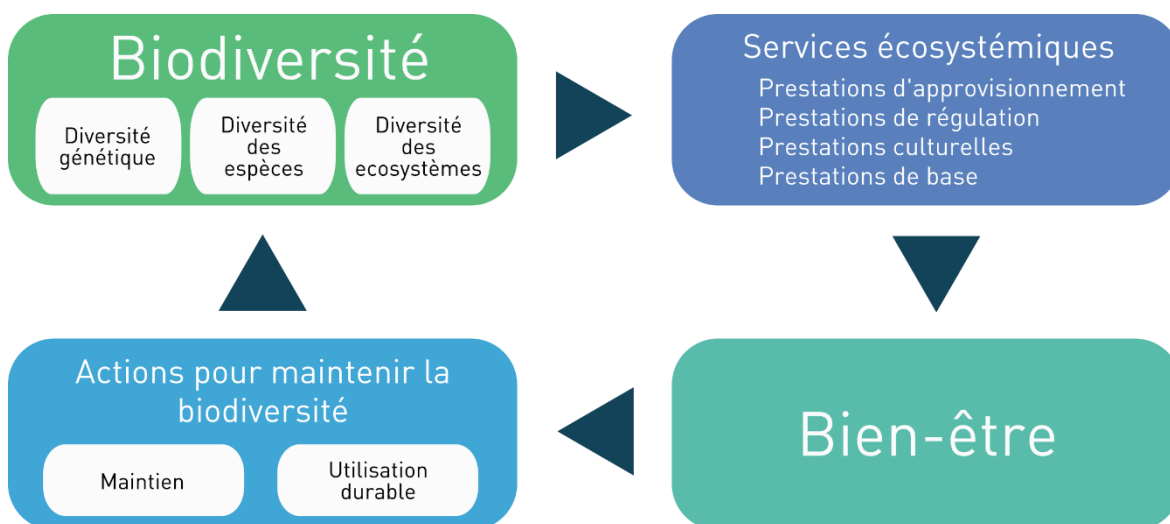 Biodiversité
Diversité
génétique
Diversité
des
espèces
Diversité
des
ecosystèmes
Services écosystémiques
Prestations d'approvisionnement
Prestations de régulation
Prestations culturelles
Prestations de base
Actions pour maintenir la
biodiversité
Maintien
Utilisation
durable
Bien-être